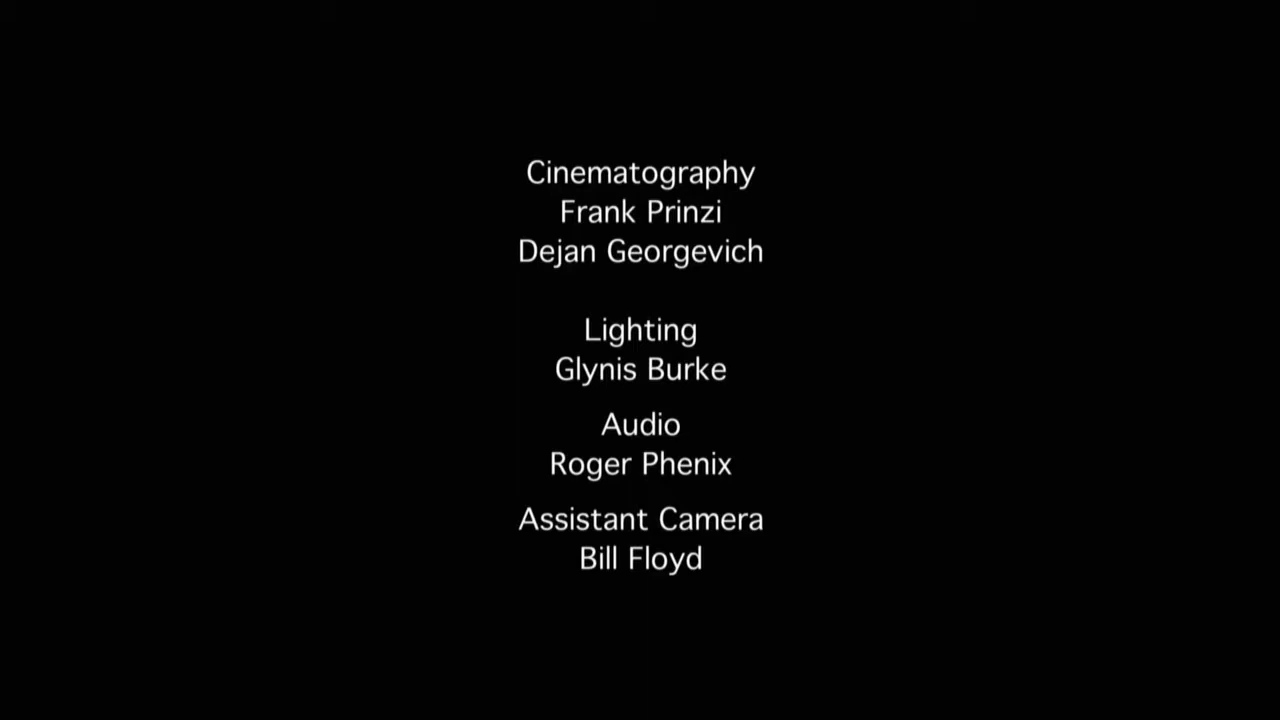 Cinematography
Frank Prinzi
Dejan Georgevich
Lighting
Glynis Burke
Audio
Roger Phenix
Assistant Camera
Bill Floyd